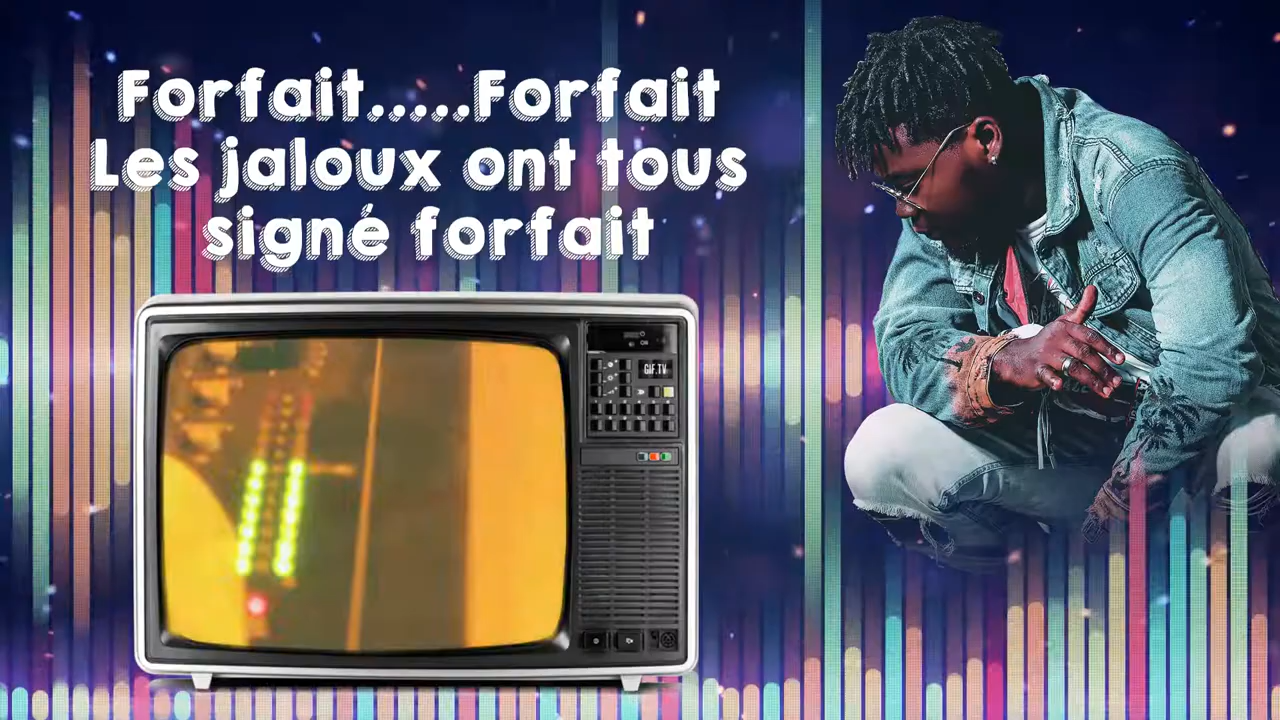 Forfait.....Forfait
Les jaloux ont tous
signé forfait
GIF.TV